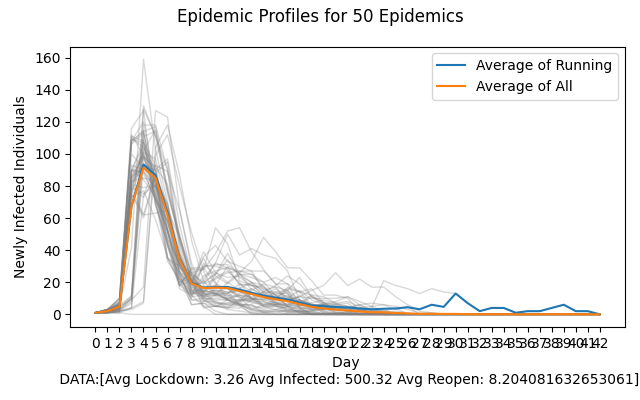 Epidemic Profiles for 50 Epidemics
Average of Running
Average of All
Newly Infected Individuals
160
140
120
100
80
60
40
20
0
0 1 2 3 4 5 6 7 8 9 10 11 12 13 14 15 16 17 18 19 20 21 22 23 24 25 26 27 28 29 30 31 32 33 34 35 36 37 38 39 40 41 42
Day
DATA:[Avg Lockdown: 3.26 Avg Infected: 500.32 Avg Reopen: 8.204081632653061]